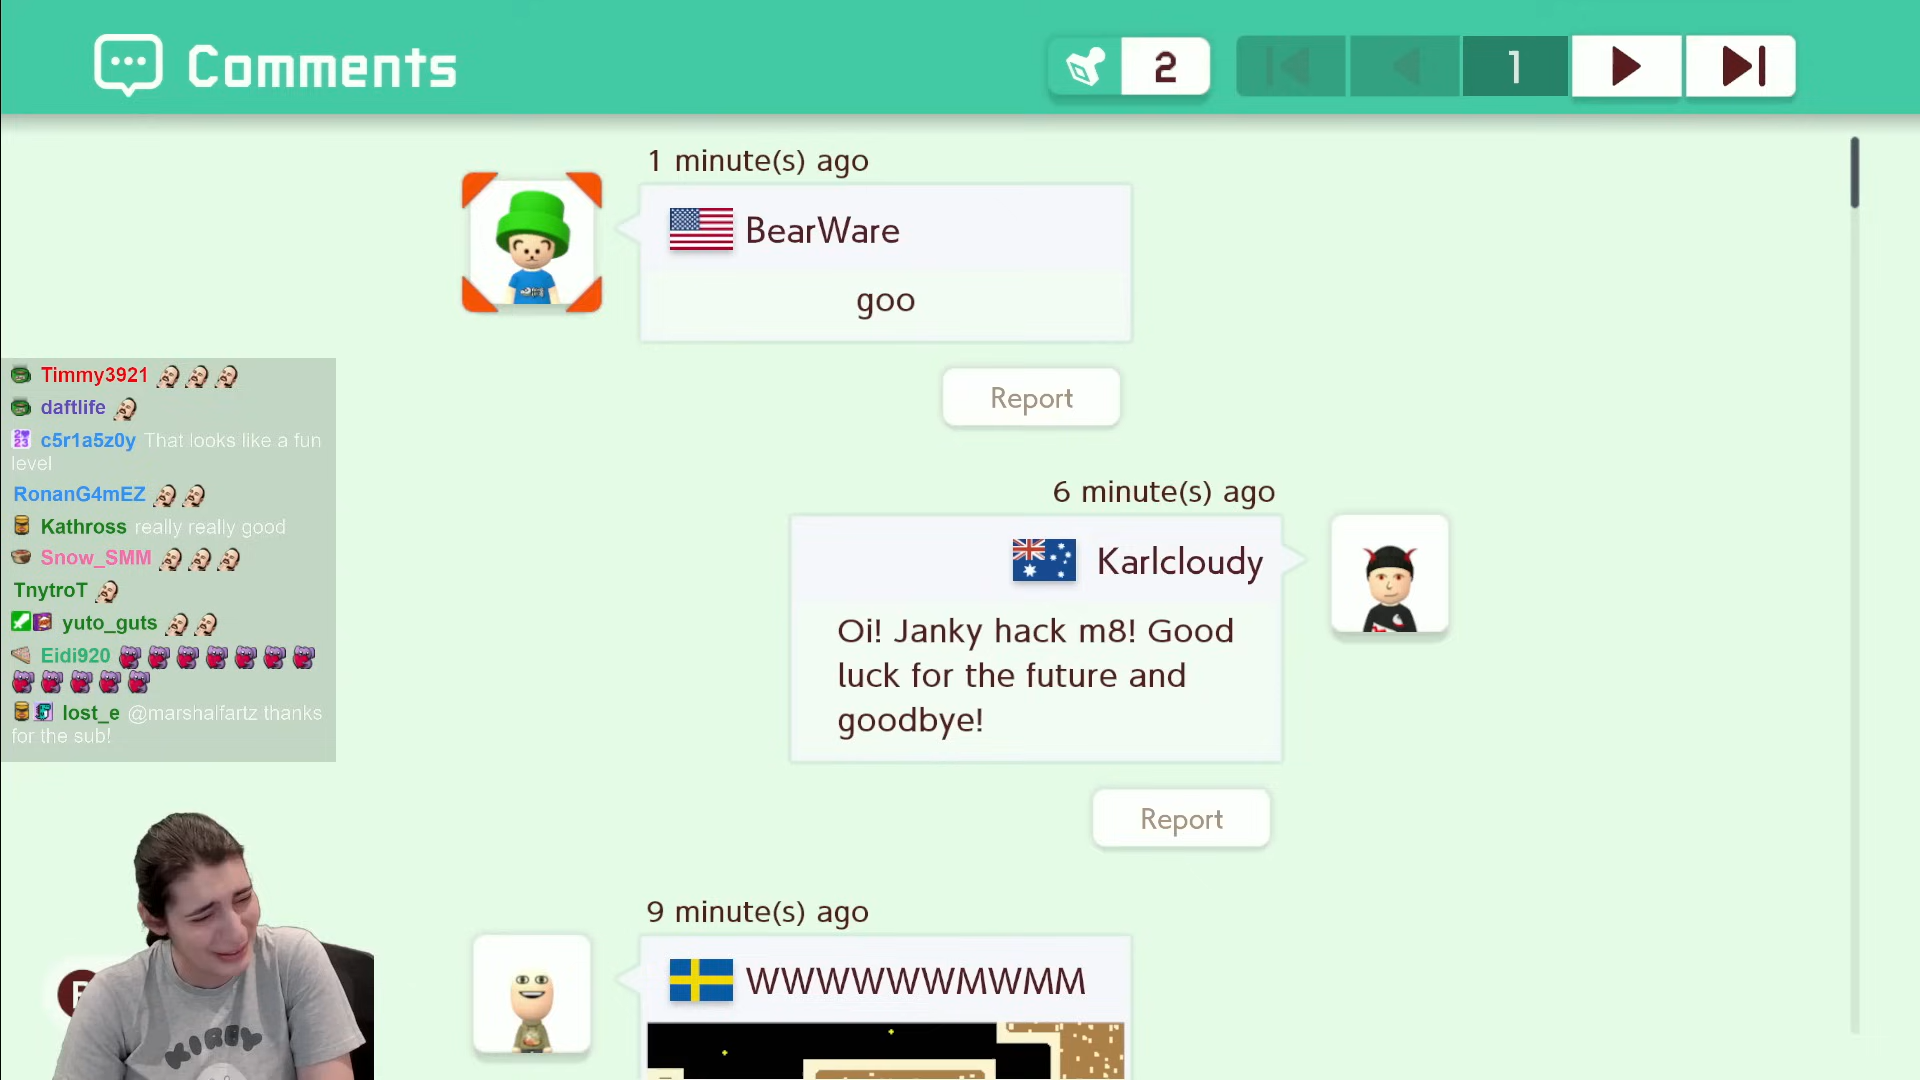 Comments
2
1
1 minute(s) ago
BearWare
goo
Report
6 minute(s) ago
Karlcloudy
Oi! Janky hack m8! Good
luck for the future and
goodbye!
Report
9 minute(s) ago
WWWWWWMWMM
Timmy3921
daftlife
c5r1a5z0y That looks like a fun
level
RonanG4mEZ
Kathross really really good
Snow_SMM
TnytroT
yuto_guts
Eidi920
lost_e @marshalfartz thanks
for the sub!
KIRBY